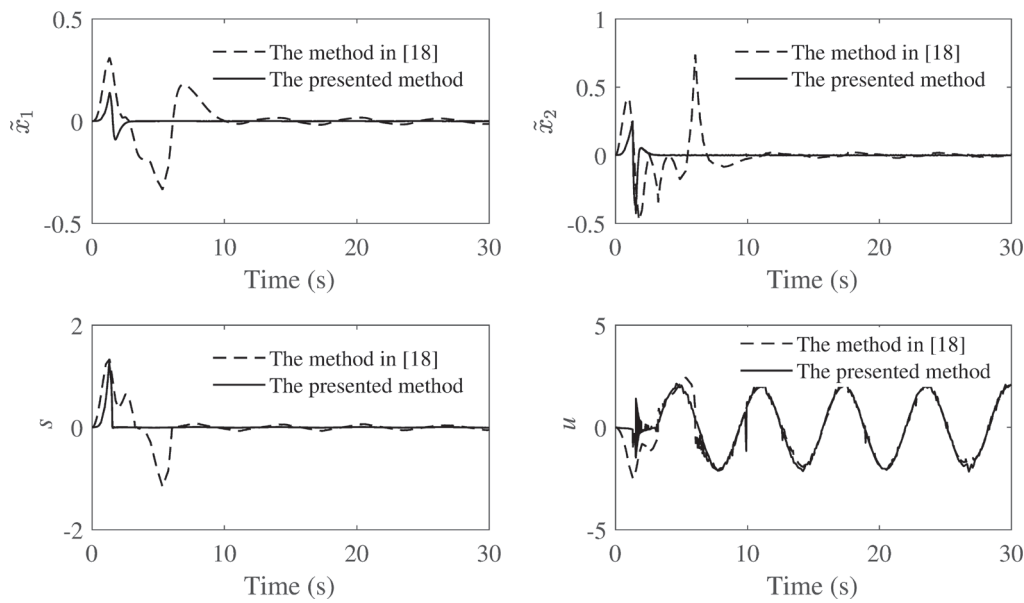 0.5
0
-0.5
x̃1
The method in [18]
The presented method
0 10 20 30
Time (s)
1
0.5
0
-0.5
x̃2
The method in [18]
The presented method
0 10 20 30
Time (s)
2
0
-2
s
The method in [18]
The presented method
0 10 20 30
Time (s)
5
0
-5
u
The method in [18]
The presented method
0 10 20 30
Time (s)